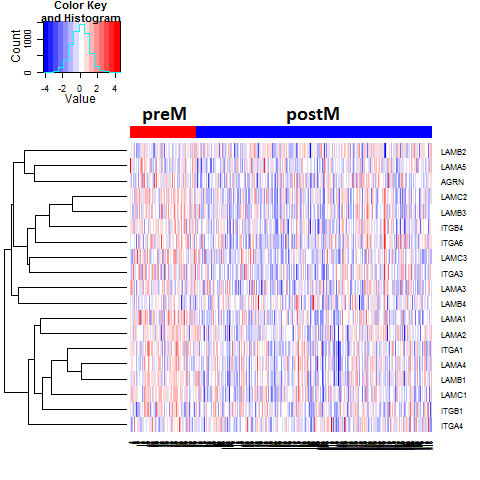 Color Key
and Histogram
Count
0
1000
-4 -2 0 2 4
Value
preM postM
LAMB2
LAMA5
AGRN
LAMC2
LAMB3
ITGB4
ITGA6
LAMC3
ITGA3
LAMA3
LAMB4
LAMA1
LAMA2
ITGA1
LAMA4
LAMB1
LAMC1
ITGB1
ITGA4